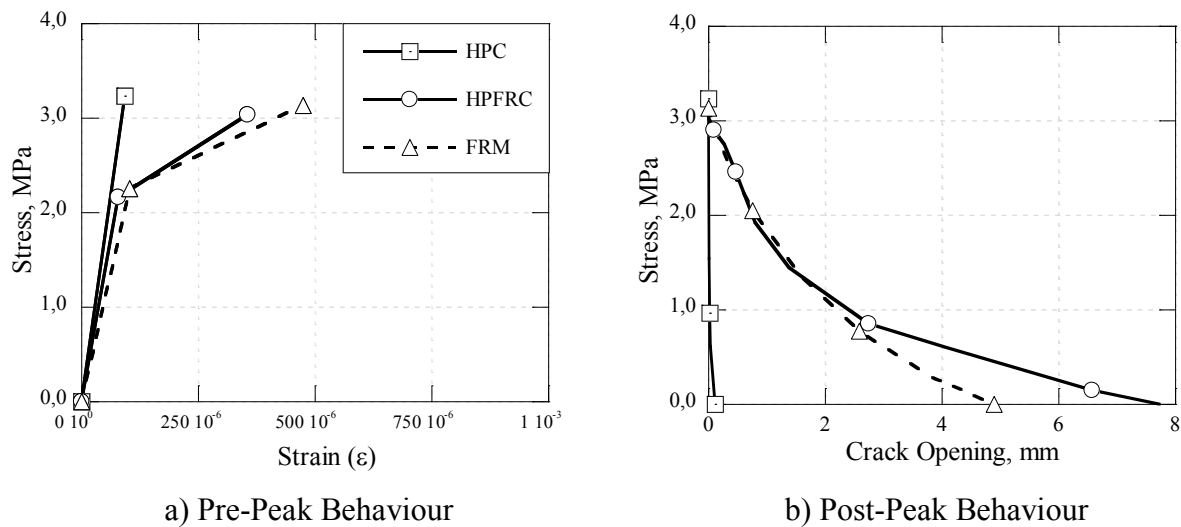 4,0
3,0
2,0
1,0
0,0
Stress, MPa
HPC
HPFRC
FRM
0 10⁰
250 10⁻⁶
500 10⁻⁶
750 10⁻⁶
1 10⁻³
Strain (ε)
a) Pre-Peak Behaviour
4,0
3,0
2,0
1,0
0,0
Stress, MPa
0
2
4
6
8
Crack Opening, mm
b) Post-Peak Behaviour